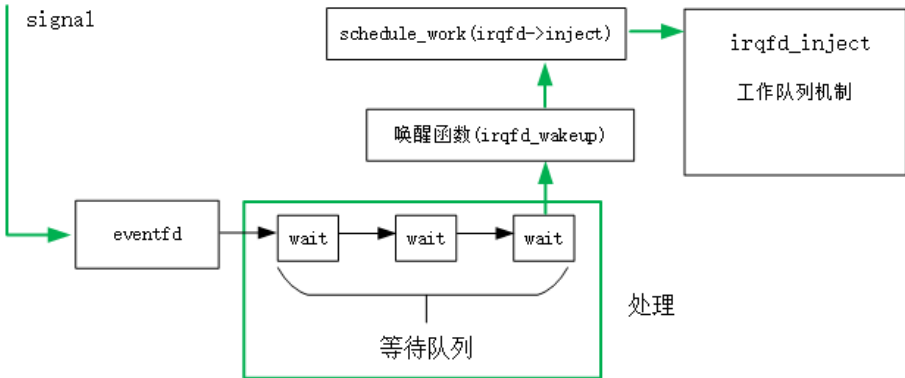 signal
schedule_work(irqfd->inject)
irqfd_inject
工作队列机制
唤醒函数(irqfd_wakeup)
eventfd
wait
wait
wait
处理
等待队列